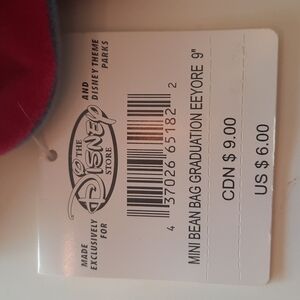 MADE
EXCLUSIVELY
FOR
THE
DISNEY
STORE
AND
DISNEY THEME
PARKS
4 37026 65182 2
MINI BEAN BAG GRADUATION EEYORE 9"
CDN $ 9.00
US $ 6.00